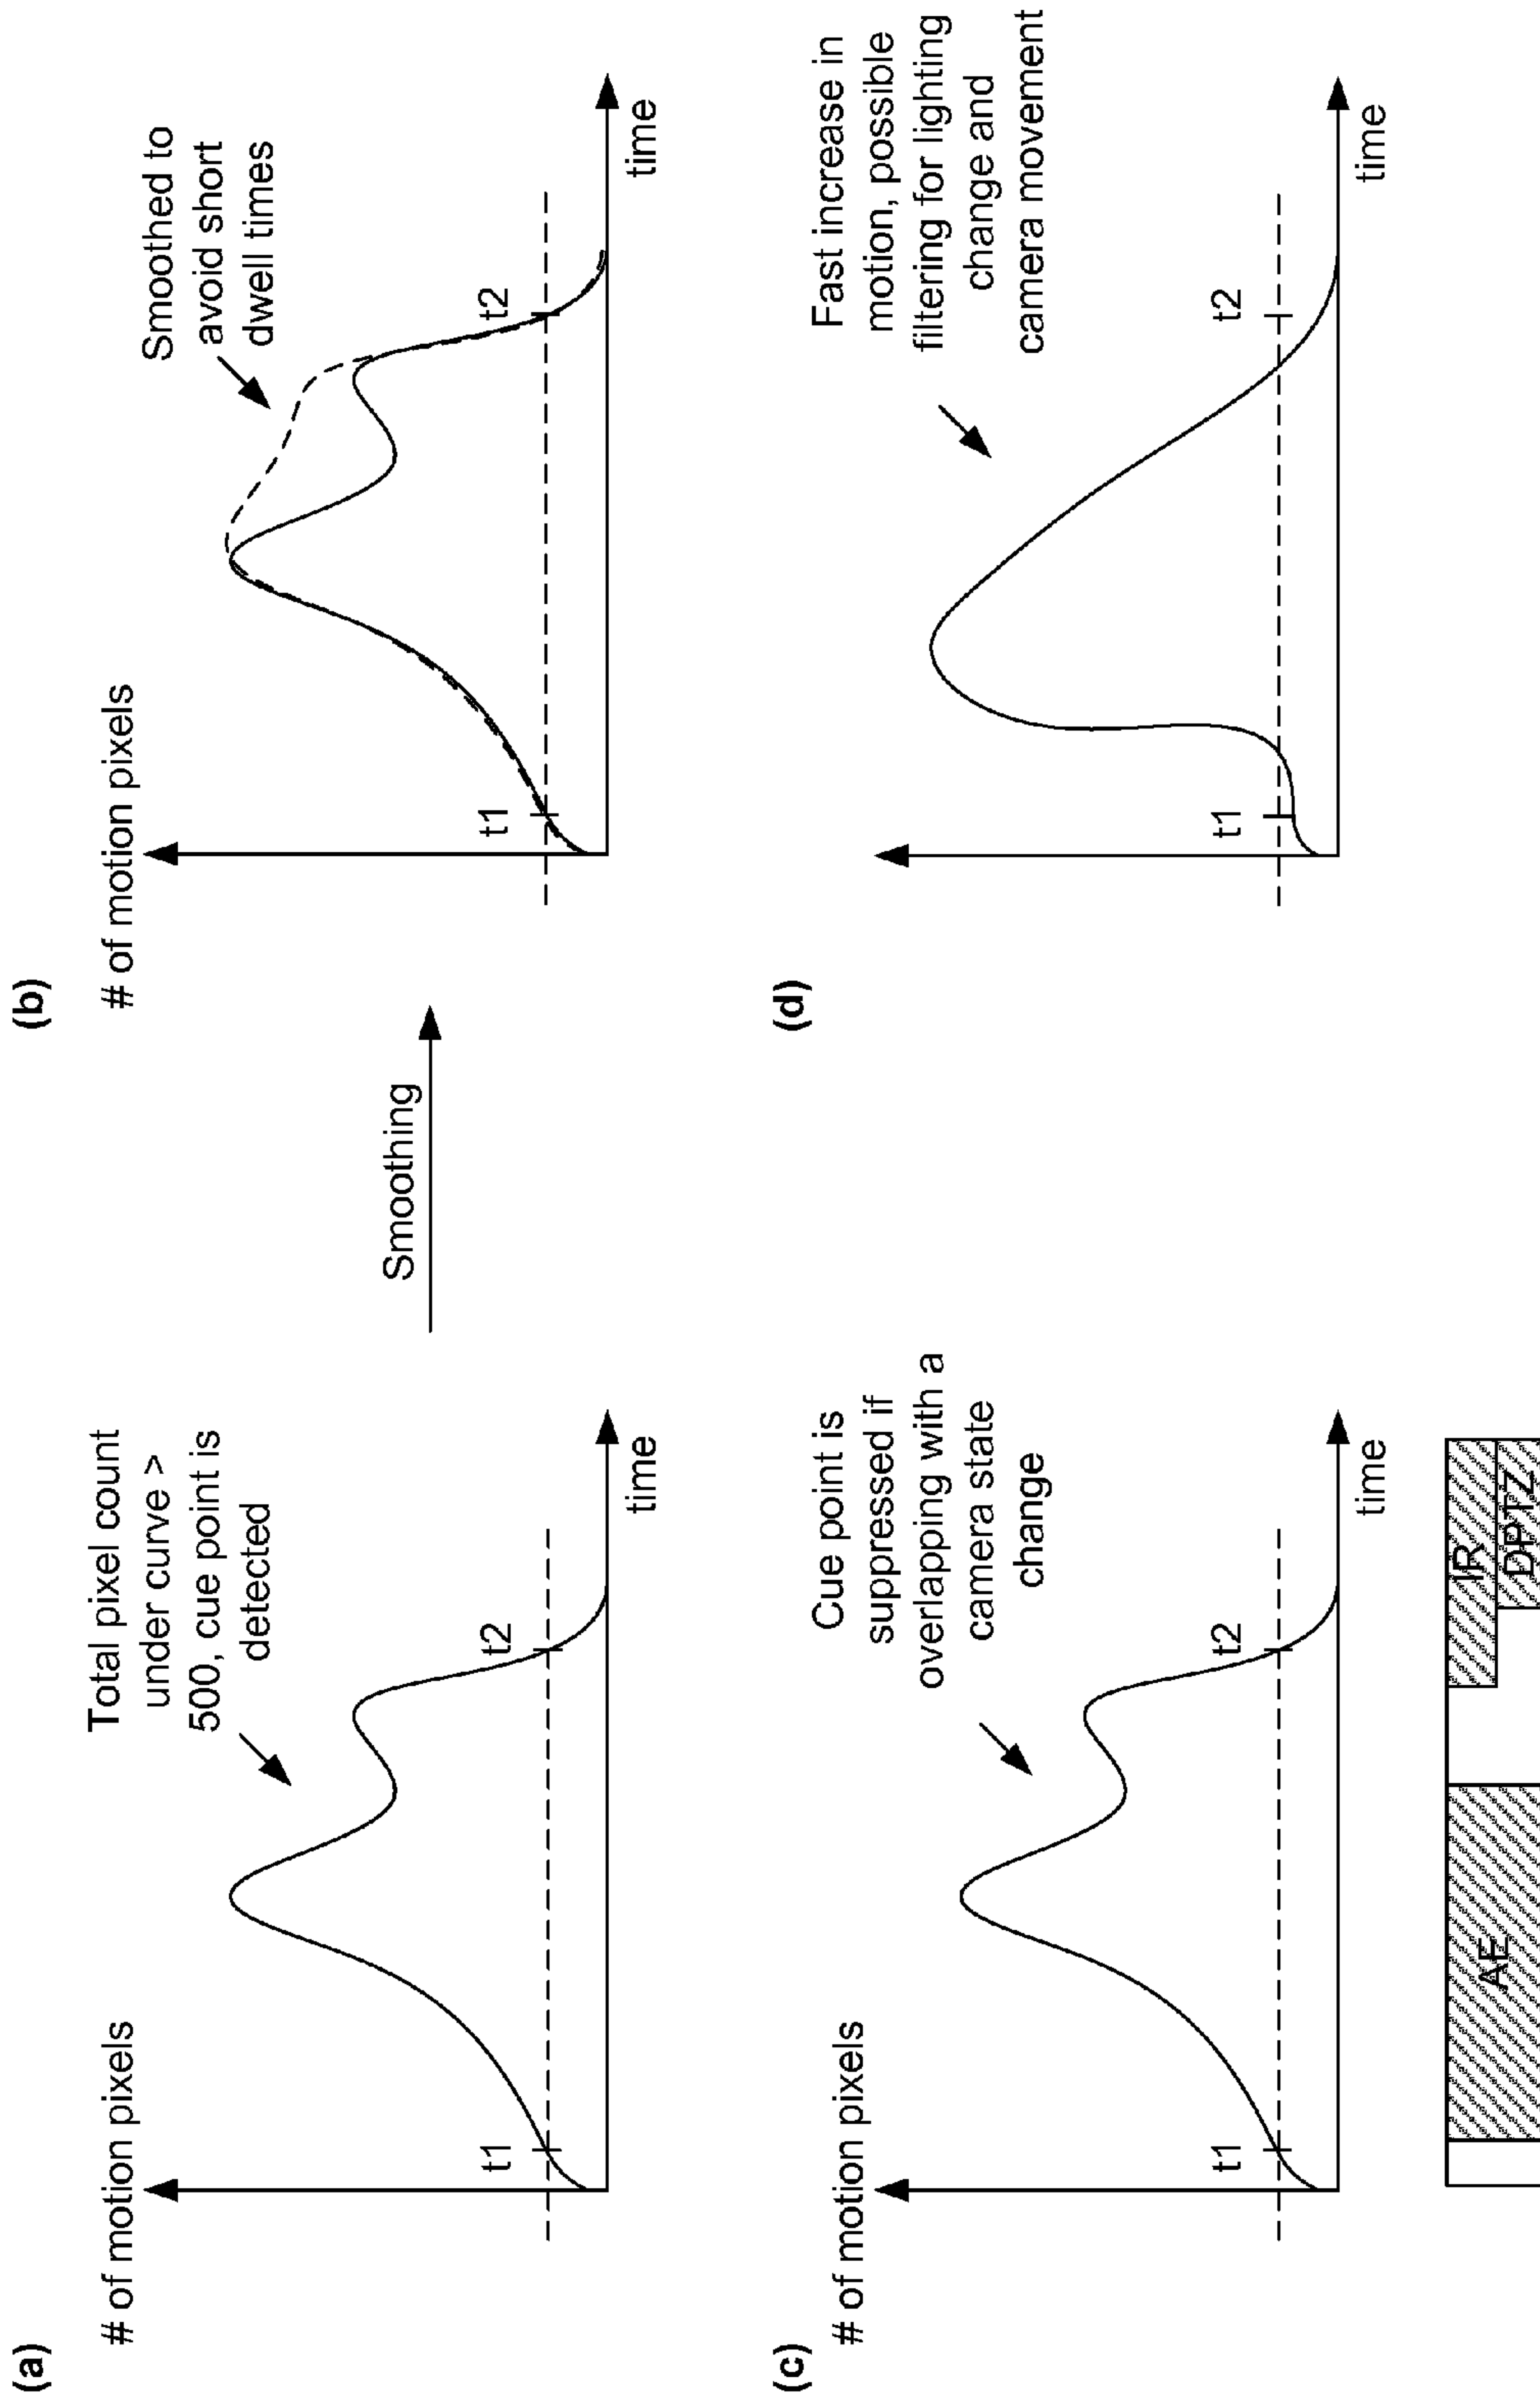 (a)
# of motion pixels
Total pixel count
under curve >
500, cue point is
detected
t1
t2
time
Smoothing
(b)
# of motion pixels
Smoothed to
avoid short
dwell times
t1
t2
time
(c)
# of motion pixels
Cue point is
suppressed if
overlapping with a
camera state
change
t1
t2
time
AE
IR
DPTZ
(d)
Fast increase in
motion, possible
filtering for lighting
change and
camera movement
t1
t2
time